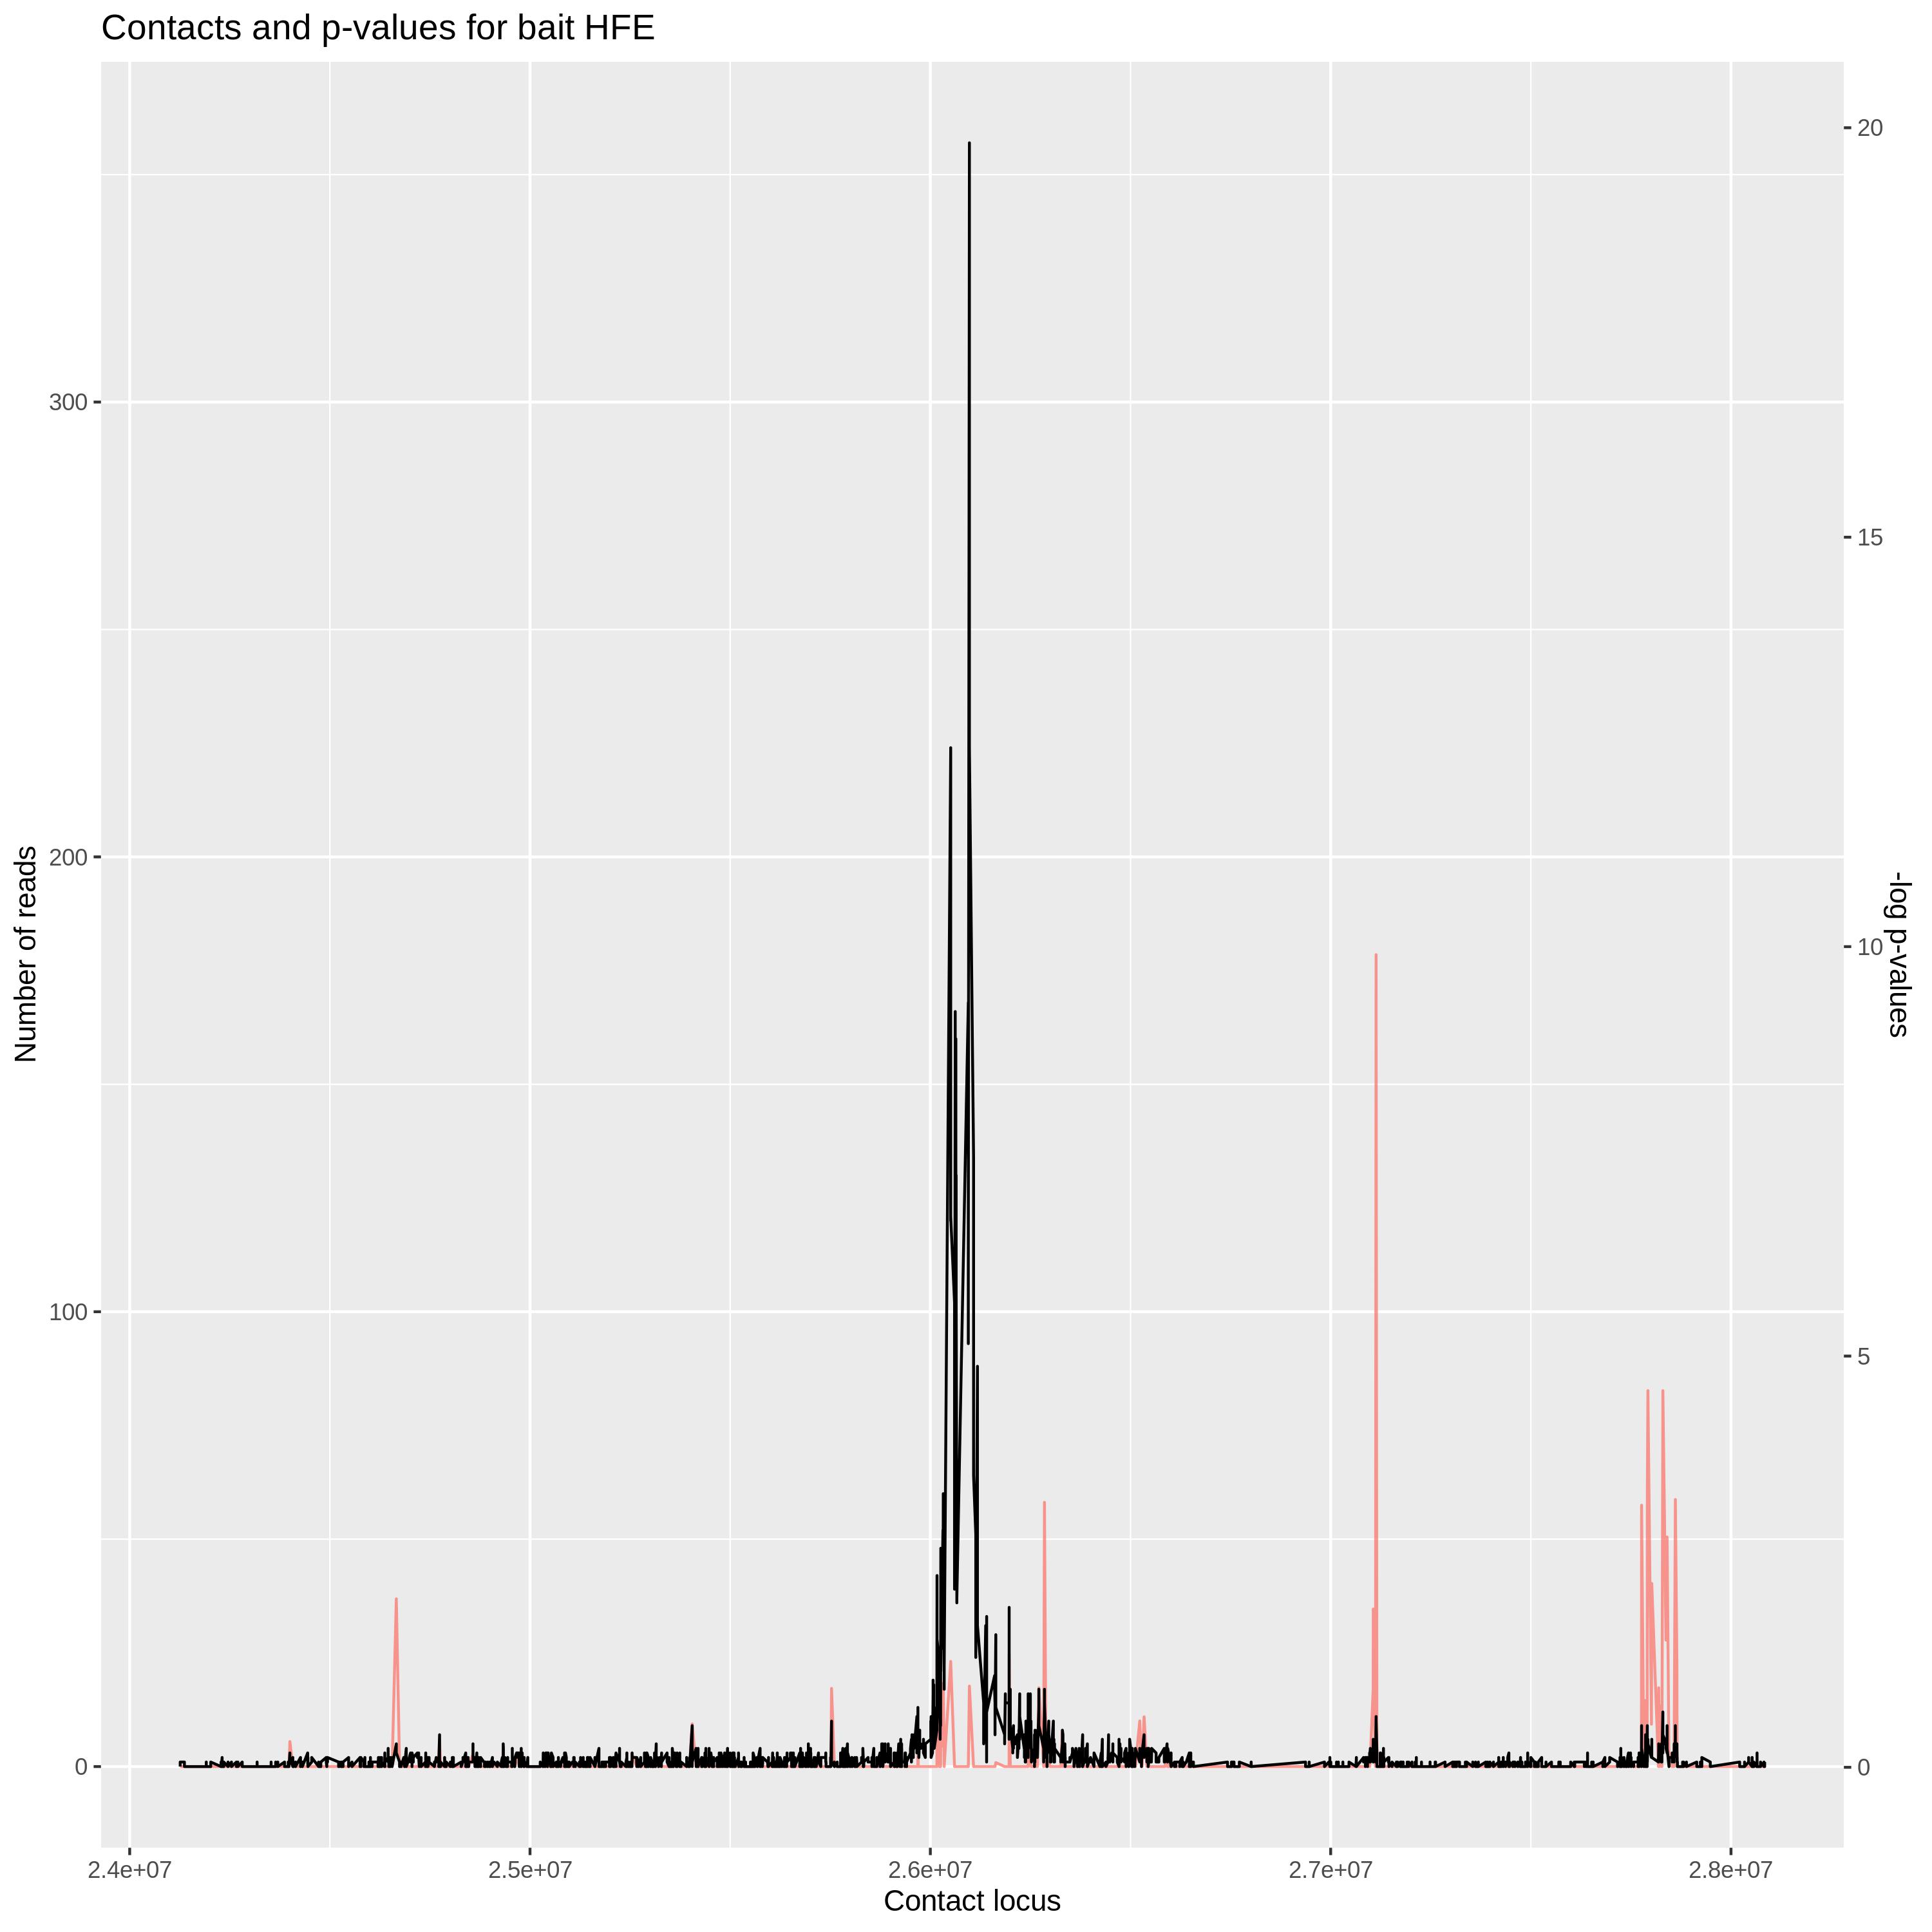 Contacts and p-values for bait HFE
Number of reads
300
200
100
0
20
15
10
5
0
-log p-values
2.4e+07 2.5e+07 2.6e+07 2.7e+07 2.8e+07
Contact locus